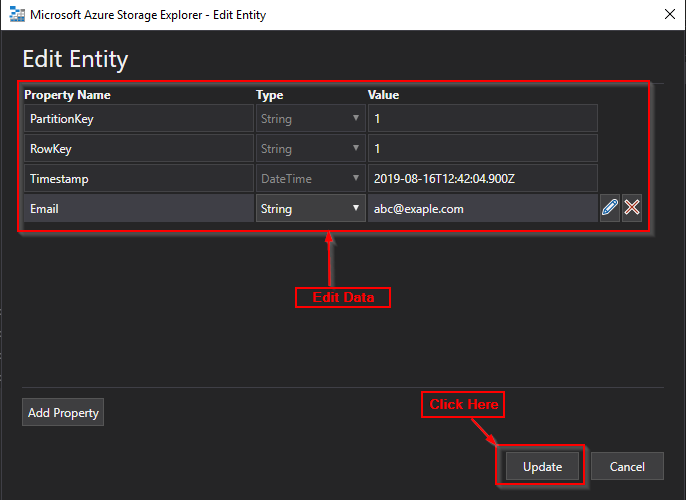 Microsoft Azure Storage Explorer - Edit Entity
Edit Entity
Property Name Type Value
PartitionKey String 1
RowKey String 1
Timestamp DateTime 2019-08-16T12:42:04.900Z
Email String abc@exaple.com
Edit Data
Add Property
Click Here
Update Cancel